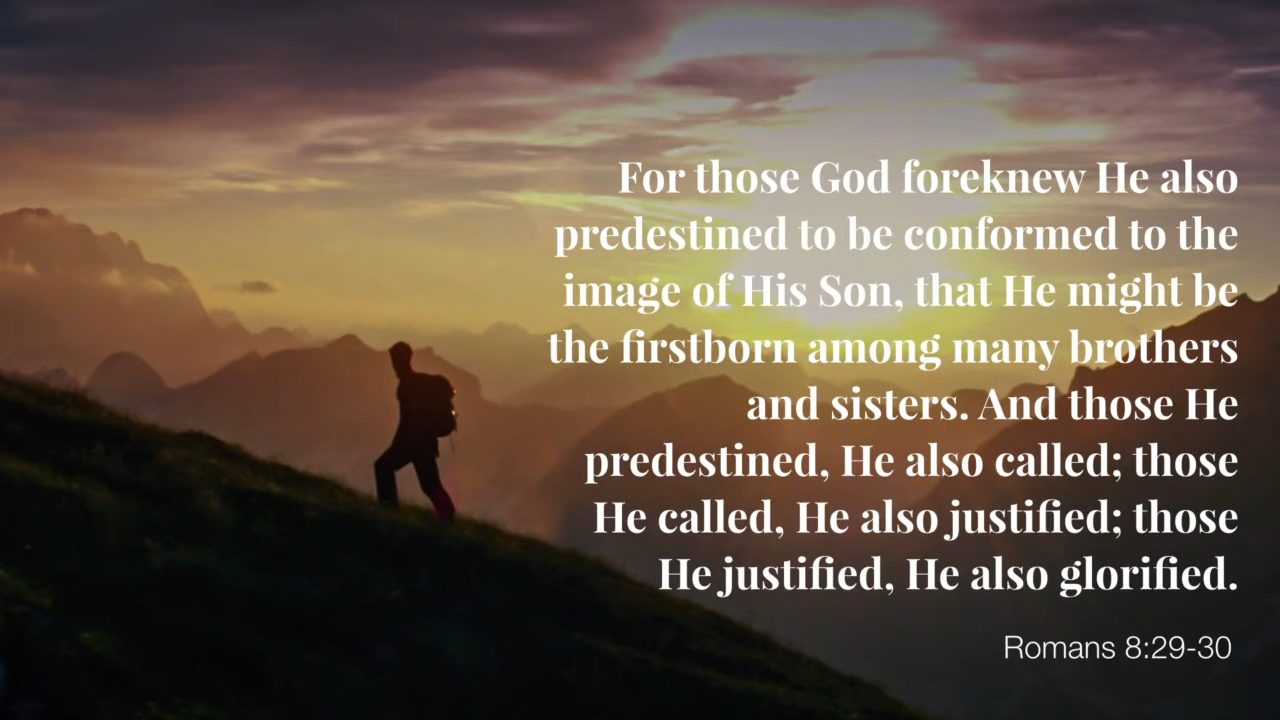 For those God foreknew He also
predestined to be conformed to the
image of His Son, that He might be
the firstborn among many brothers
and sisters. And those He
predestined, He also called; those
He called, He also justified; those
He justified, He also glorified.
Romans 8:29-30